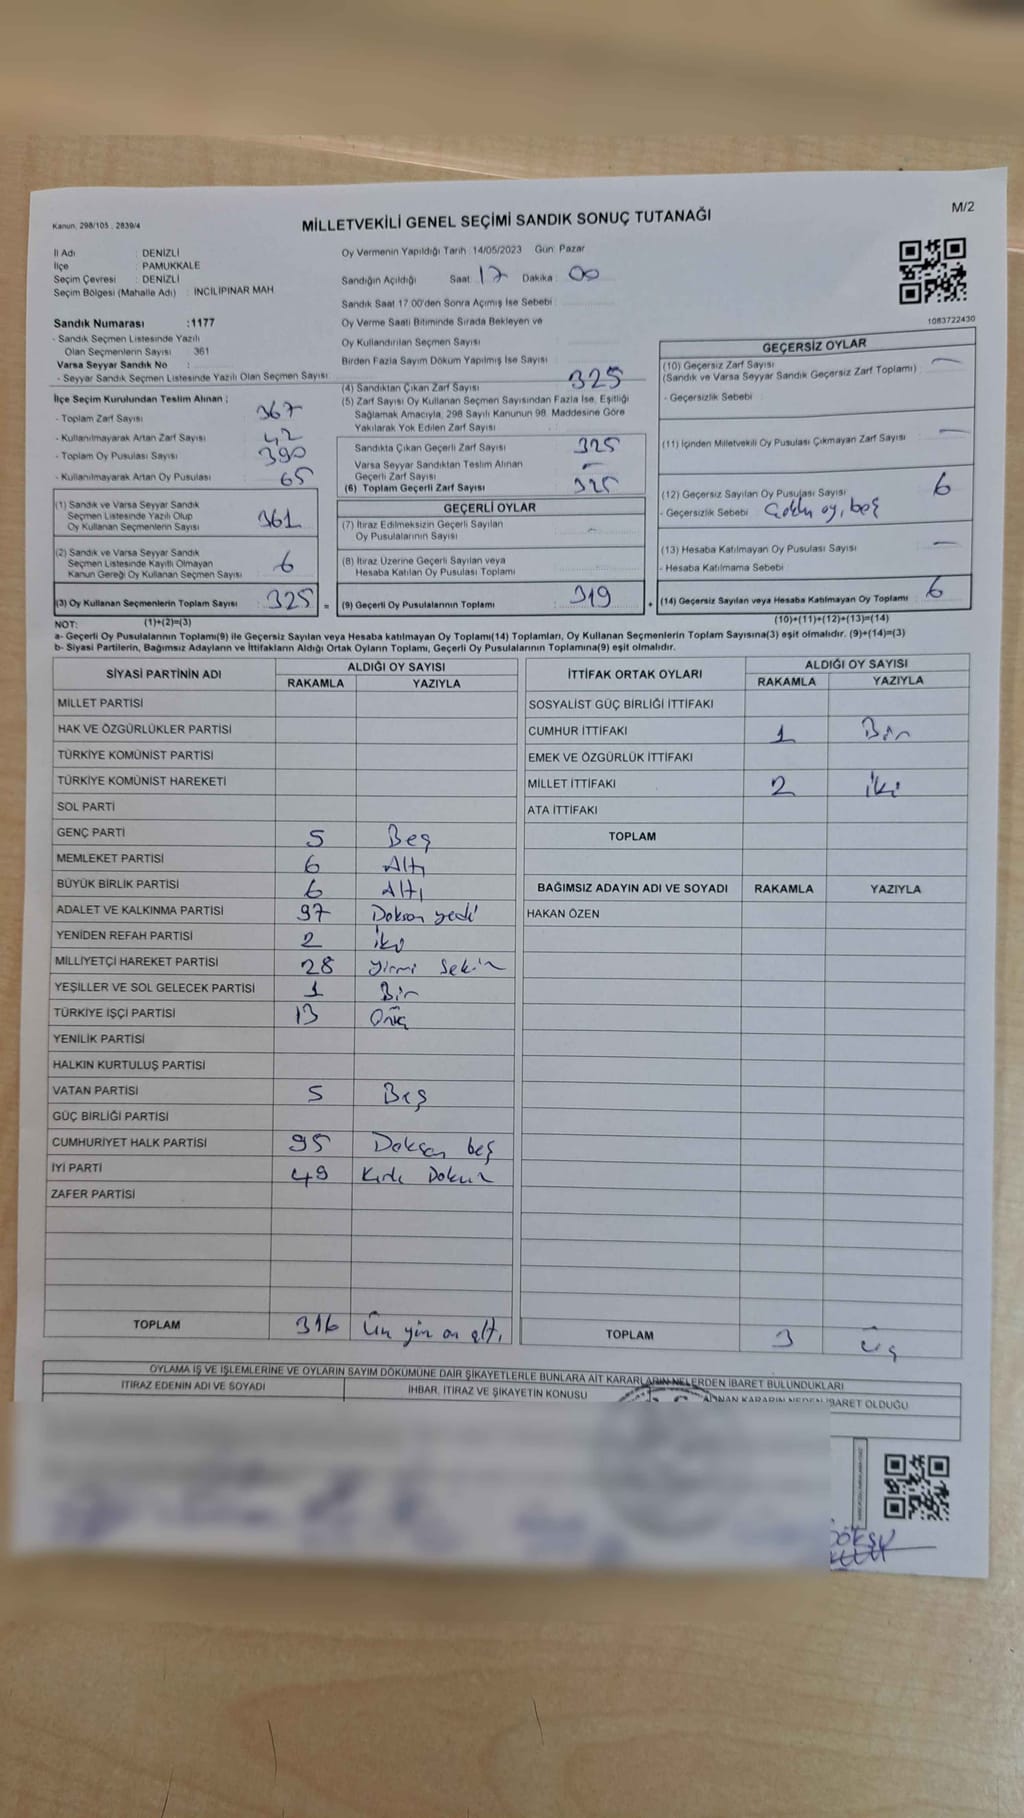 Kanun, 298/105 , 2839/4
MİLLETVEKİLİ GENEL SEÇİMİ SANDIK SONUÇ TUTANAĞI
M/2
İl Adı : DENİZLİ
İlçe : PAMUKKALE
Seçim Çevresi : DENİZLİ
Seçim Bölgesi (Mahalle Adı) : İNCİLİPINAR MAH
Sandık Numarası :1177
- Sandık Seçmen Listesinde Yazılı
Olan Seçmenlerin Sayısı 361
Varsa Seyyar Sandık No :
- Seyyar Sandık Seçmen Listesinde Yazılı Olan Seçmen Sayısı
Oy Vermenin Yapıldığı Tarih :14/05/2023 Gün: Pazar
Sandığın Açıldığı Saat 17 Dakika : 00
Sandık Saat 17 00'den Sonra Açımış İse Sebebi :
Oy Verme Saati Bitiminde Sırada Bekleyen ve
Oy Kullandırılan Seçmen Sayısı
Birden Fazla Sayım Döküm Yapılmış İse Sayısı
1083722430
İlçe Seçim Kurulundan Teslim Alınan ;
- Toplam Zarf Sayısı 367
- Kullanılmayarak Artan Zarf Sayısı 42
- Toplam Oy Pusulası Sayısı 390
- Kullanılmayarak Artan Oy Pusulası 65
(1) Sandık ve Varsa Seyyar Sandık
Seçmen Listesinde Yazılı Olup
Oy Kullanan Seçmenlerin Sayısı 361
(2) Sandık ve Varsa Seyyar Sandık
Seçmen Listesinde Kayıtlı Olmayan
Kanun Gereği Oy Kullanan Seçmen Sayısı 6
(3) Oy Kullanan Seçmenlerin Toplam Sayısı 325 =
(4) Sandıktan Çıkan Zarf Sayısı 325
(5) Zarf Sayısı Oy Kullanan Seçmen Sayısından Fazla İse, Eşitliği
Sağlamak Amacıyla, 298 Sayılı Kanunun 98. Maddesine Göre
Yakılarak Yok Edilen Zarf Sayısı
Sandıkta Çıkan Geçerli Zarf Sayısı 325
Varsa Seyyar Sandıktan Teslim Alınan
Geçerli Zarf Sayısı –
(6) Toplam Geçerli Zarf Sayısı 325
GEÇERLİ OYLAR
(7) İtiraz Edilmeksizin Geçerli Sayılan
Oy Pusulalarının Sayısı –
(8) İtiraz Üzerine Geçerli Sayılan veya
Hesaba Katılan Oy Pusulası Toplamı
(9) Geçerli Oy Pusulalarının Toplamı 319 +
GEÇERSİZ OYLAR
(10) Geçersiz Zarf Sayısı –
(Sandık ve Varsa Seyyar Sandık Geçersiz Zarf Toplamı)
- Geçersizlik Sebebi
(11) İçinden Milletvekili Oy Pusulası Çıkmayan Zarf Sayısı –
(12) Geçersiz Sayılan Oy Pusulası Sayısı 6
- Geçersizlik Sebebi oy, beş
(13) Hesaba Katılmayan Oy Pusulası Sayısı –
- Hesaba Katılmama Sebebi
(14) Geçersiz Sayılan veya Hesaba Katılmayan Oy Toplamı 6
NOT: (1)+(2)=(3) (10)+(11)+(12)+(13)=(14)
a- Geçerli Oy Pusulalarının Toplamı(9) ile Geçersiz Sayılan veya Hesaba katılmayan Oy Toplamı(14) Toplamları, Oy Kullanan Seçmenlerin Toplam Sayısına(3) eşit olmalıdır. (9)+(14)=(3)
b- Siyasi Partilerin, Bağımsız Adayların ve İttifakların Aldığı Oyların Toplamı, Geçerli Oy Pusulalarının Toplamına(9) eşit olmalıdır.
SİYASİ PARTİNİN ADI ALDIĞI OY SAYISI
RAKAMLA YAZIYLA
MİLLET PARTİSİ
HAK VE ÖZGÜRLÜKLER PARTİSİ
TÜRKİYE KOMÜNİST PARTİSİ
TÜRKİYE KOMÜNİST HAREKETİ
SOL PARTİ
GENÇ PARTİ 5 Beş
MEMLEKET PARTİSİ 6 Altı
BÜYÜK BİRLİK PARTİSİ 6 Altı
ADALET VE KALKINMA PARTİSİ 97 Doksan yedi
YENİDEN REFAH PARTİSİ 2 İki
MİLLİYETÇİ HAREKET PARTİSİ 28 Yirmi Sekiz
YEŞİLLER VE SOL GELECEK PARTİSİ 1 Bir
TÜRKİYE İŞÇİ PARTİSİ 13 Onüç
YENİLİK PARTİSİ
HALKIN KURTULUŞ PARTİSİ
VATAN PARTİSİ 5 Beş
GÜÇ BİRLİĞİ PARTİSİ
CUMHURİYET HALK PARTİSİ 95 Doksan beş
İYİ PARTİ 49 Kırk Dokuz
ZAFER PARTİSİ
TOPLAM 316 Üç yüz on altı
İTTİFAK ORTAK OYLARI ALDIĞI OY SAYISI
RAKAMLA YAZIYLA
SOSYALİST GÜÇ BİRLİĞİ İTTİFAKI
CUMHUR İTTİFAKI 1 Bir
EMEK VE ÖZGÜRLÜK İTTİFAKI
MİLLET İTTİFAKI 2 İki
ATA İTTİFAKI
TOPLAM
BAĞIMSIZ ADAYIN ADI VE SOYADI RAKAMLA YAZIYLA
HAKAN ÖZEN
TOPLAM 3 Üç
OYLAMA İŞ VE İŞLEMLERİNE VE OYLARIN SAYIM DÖKÜMÜNE DAİR ŞİKAYETLERLE BUNLARA AİT KARARLARIN NELERDEN İBARET BULUNDUKLARI
İTİRAZ EDENİN ADI VE SOYADI İHBAR, İTİRAZ VE ŞİKAYETİN KONUSU ALINAN KARARIN NEDEN İBARET OLDUĞU